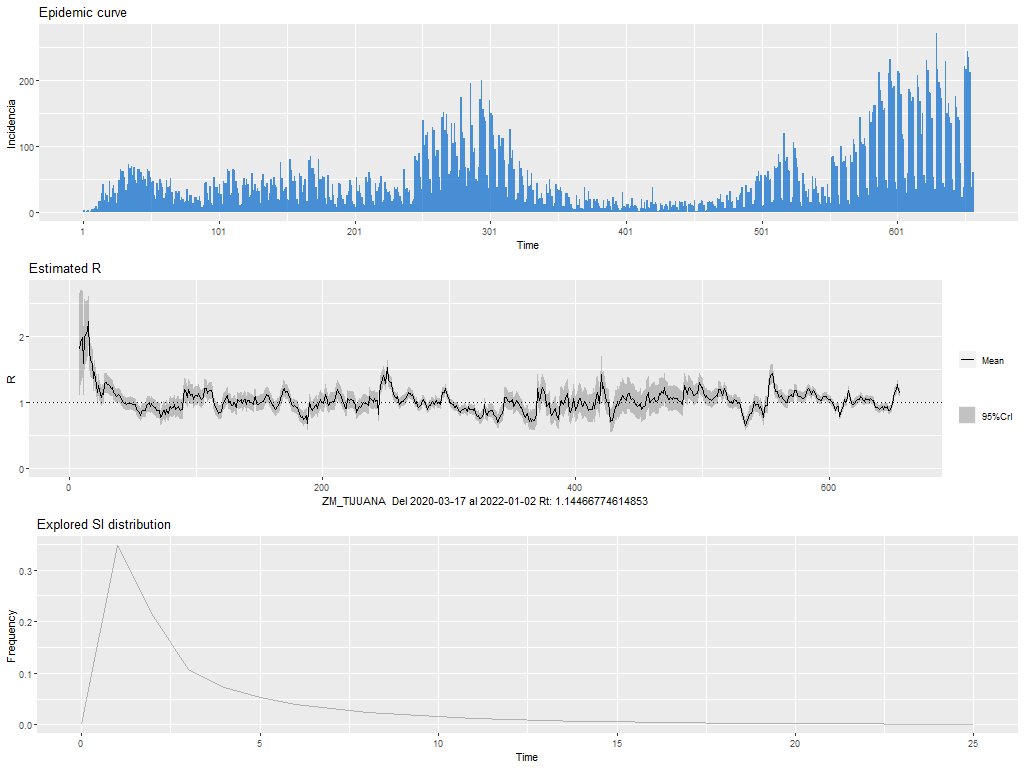 Epidemic curve
Incidencia
200
100
0
1 101 201 301 401 501 601
Time
Estimated R
R
2
1
0
0 200 400 600
Mean
95%CrI
ZM_TIJUANA Del 2020-03-17 al 2022-01-02 Rt: 1.14466774614853
Explored SI distribution
Frequency
0.3
0.2
0.1
0.0
0 5 10 15 20 25
Time